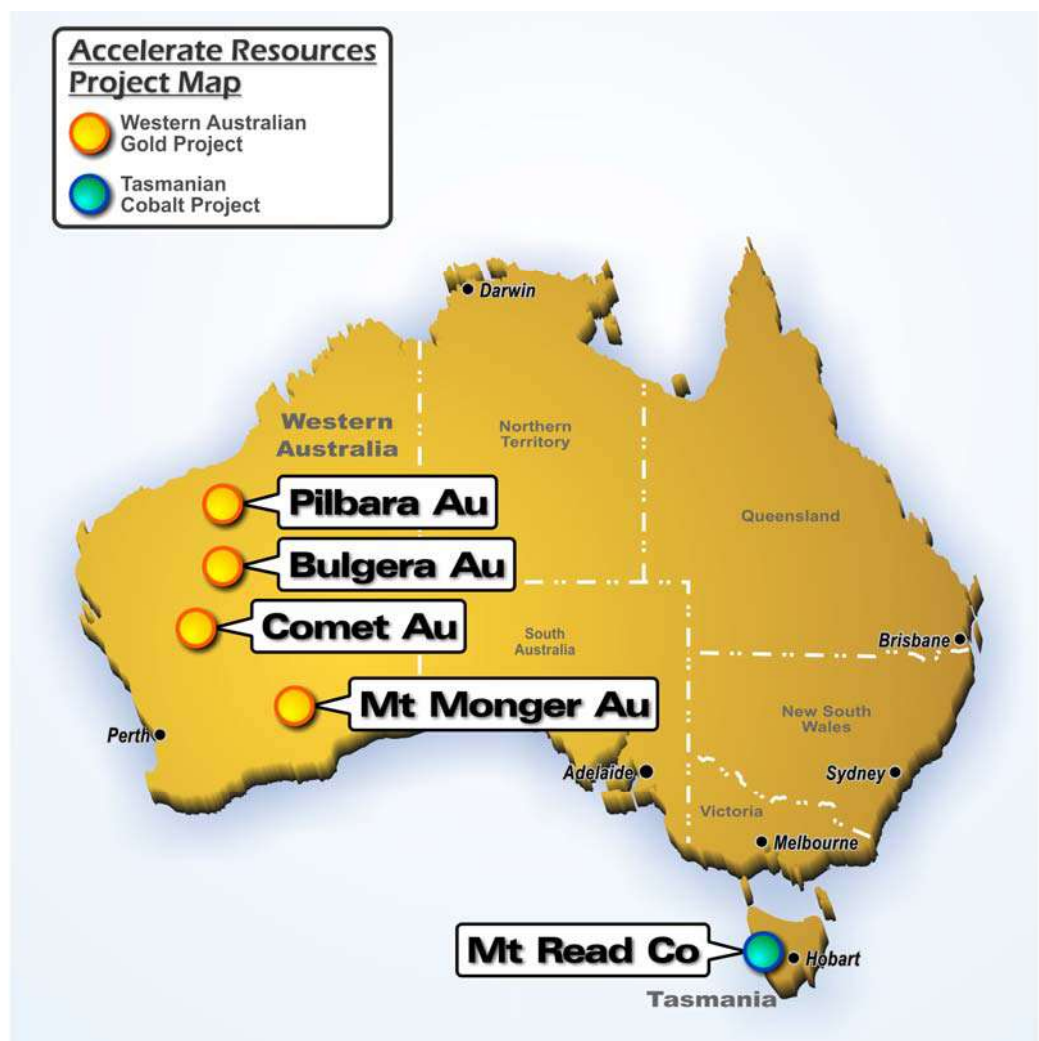 Accelerate Resources
Project Map
Western Australian
Gold Project
Tasmanian
Cobalt Project
Darwin
Western
Australia
Northern
Territory
Pilbara Au
Queensland
Bulgera Au
Comet Au
South
Australia
Brisbane
Mt Monger Au
New South
Wales
Perth
Adelaide
Sydney
Victoria
Melbourne
Mt Read Co
Hobart
Tasmania